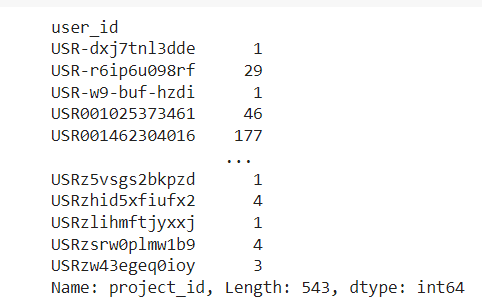 user_id
USR-dxj7tnl3dde 1
USR-r6ip6u098rf 29
USR-w9-buf-hzdi 1
USR001025373461 46
USR001462304016 177
...
USRz5vsgs2bkpzd 1
USRzhid5xfiufx2 4
USRzlihmftjyxxj 1
USRzsrw0plmw1b9 4
USRzw43egeq0ioy 3
Name: project_id, Length: 543, dtype: int64